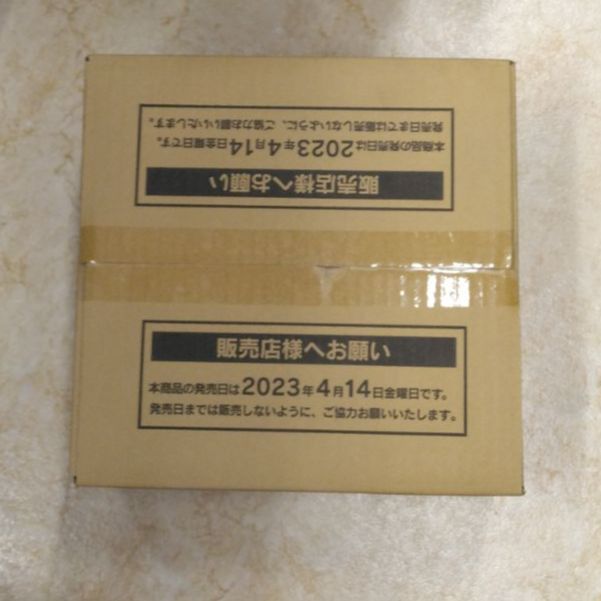 本商品の発売日は2023年4月14日金曜日です。
発売日までは販売しないように、ご協力お願いいたします。
販売店様へお願い
販売店様へお願い
本商品の発売日は2023年4月14日金曜日です。
発売日までは販売しないように、ご協力お願いいたします。